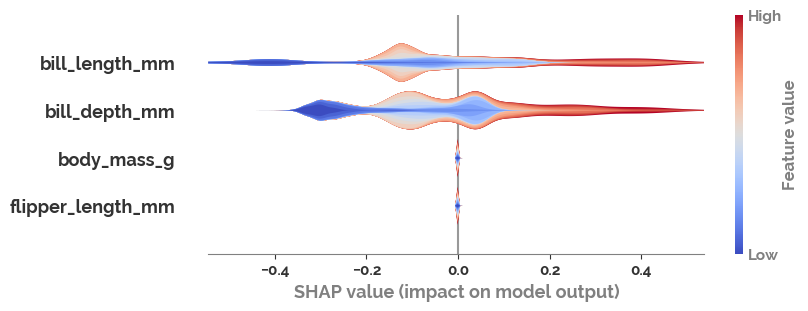 High
bill_length_mm
bill_depth_mm
body_mass_g
flipper_length_mm
Feature value
Low
−0.4 −0.2 0.0 0.2 0.4
SHAP value (impact on model output)